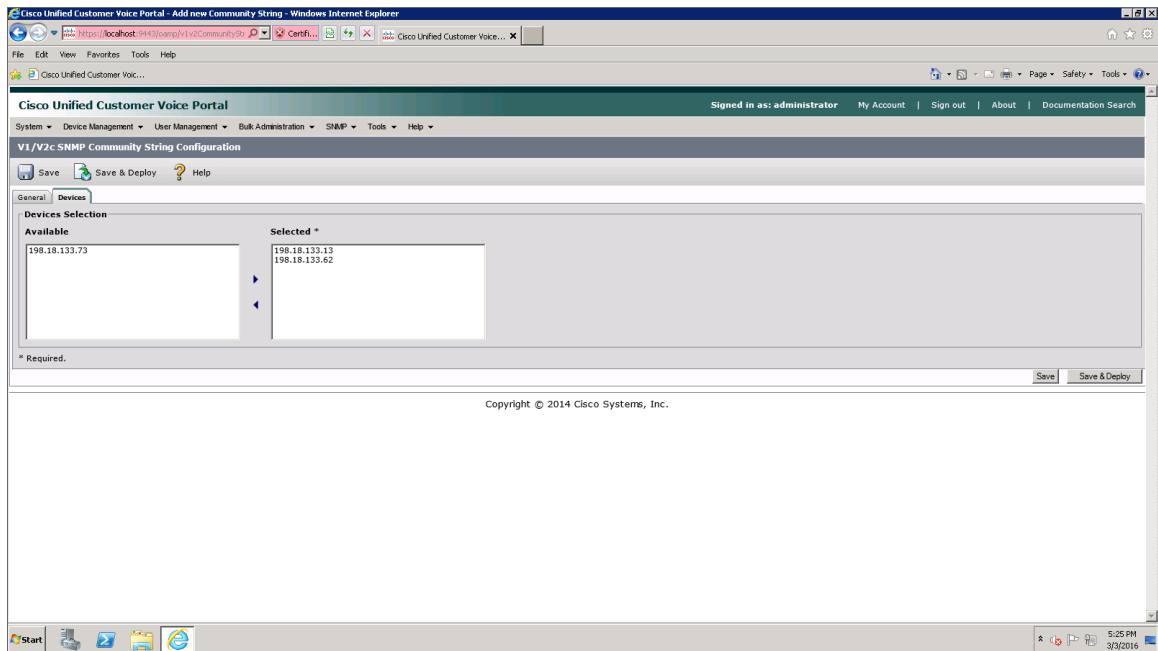 Cisco Unified Customer Voice Portal - Add new Community String - Windows Internet Explorer
https://localhost:9443/oamp/v1v2CommunityStr Certifi... Cisco Unified Customer Voice...
File Edit View Favorites Tools Help
Cisco Unified Customer Voic... Page Safety Tools
Cisco Unified Customer Voice Portal Signed in as: administrator My Account | Sign out | About | Documentation Search
System Device Management User Management Bulk Administration SNMP Tools Help
V1/V2c SNMP Community String Configuration
Save Save & Deploy Help
General Devices
Devices Selection
Available Selected *
198.18.133.73 198.18.133.13
198.18.133.62
* Required.
Save Save & Deploy
Copyright © 2014 Cisco Systems, Inc.
Start 5:25 PM
3/3/2016